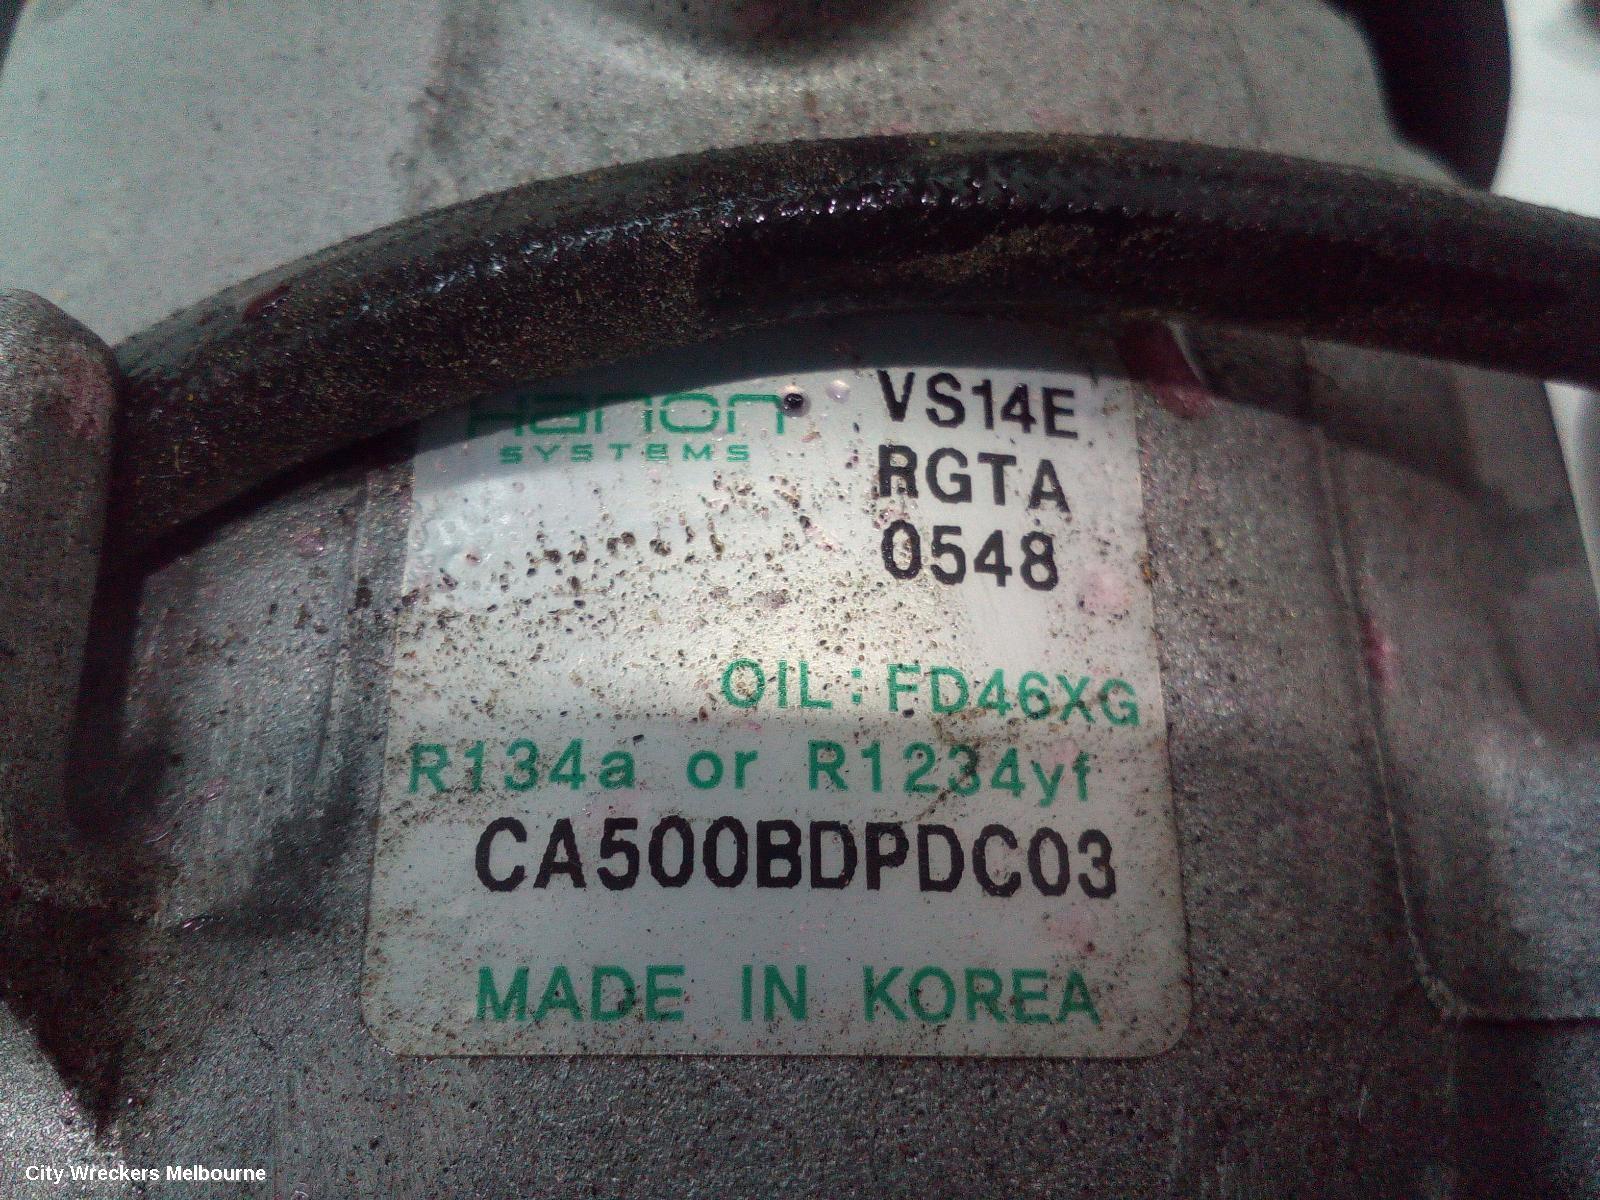 Hanon
SYSTEMS
VS14E
RGTA
0548
OIL: FD46XG
R134a or R1234yf
CA500BDPDC03
MADE IN KOREA
City Wreckers Melbourne